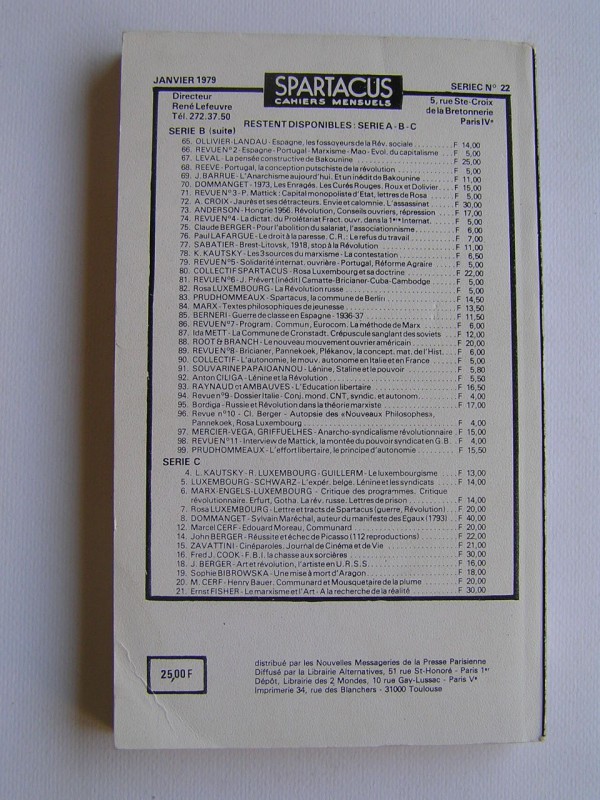 JANVIER 1979
SPARTACUS
CAHIERS MENSUELS
SERIE C N° 22
Directeur
René Lefeuvre
Tél. 272.37.50
5, rue Ste-Croix
de la Bretonnerie
Paris IVᵉ
RESTENT DISPONIBLES : SERIE A - B - C
SERIE B (suite)
65. OLLIVIER-LANDAU - Espagne, les fossoyeurs de la Rév. sociale ... F 14,00
66. REVUE N° 2 - Espagne - Portugal - Marxisme - Mao - Evol. du capitalisme ... F 5,00
67. LEVAL - La pensée constructive de Bakounine ... F 25,00
68. REEVE - Portugal, la conception putschiste de la révolution ... F 5,00
69. J. BARRUE - L'Anarchisme aujourd'hui. Et un inédit de Bakounine ... F 11,00
70. DOMMANGET - 1973, Les Enragés. Les Curés Rouges. Roux et Dolivier ... F 15,00
71. REVUE N° 3 - P. Mattick : Capital monopoliste d'Etat, lettres de Rosa ... F 5,00
72. A. CROIX - Jaurès et ses détracteurs. Envie et calomnie. L'assassinat ... F 30,00
73. ANDERSON - Hongrie 1956. Révolution, Conseils ouvriers, répression ... F 17,00
74. REVUE N° 4 - La dictat. du Prolétariat Fract. ouvr. dans la 1ᵉʳᵉ Internat. ... F 5,00
75. Claude BERGER - Pour l'abolition du salariat, l'associationnisme ... F 6,00
76. Paul LAFARGUE - Le droit à la paresse. C.R. : Le refus du travail ... F 7,00
77. SABATIER - Brest-Litovsk, 1918, stop à la Révolution ... F 11,00
78. K. KAUTSKY - Les 3 sources du marxisme - La contestation ... F 6,50
79. REVUE N° 5 - Solidarité internat. ouvrière - Portugal, Réforme Agraire ... F 5,00
80. COLLECTIF SPARTACUS - Rosa Luxembourg et sa doctrine ... F 22,00
81. REVUE N° 6 - J. Prévert (inédit) Camatte-Bricianer-Cuba-Cambodge ... F 5,00
82. Rosa LUXEMBOURG - La Révolution russe ... F 5,00
83. PRUDHOMMEAUX - Spartacus, la commune de Berlin ... F 14,50
84. MARX - Textes philosophiques de jeunesse ... F 13,50
85. BERNERI - Guerre de classe en Espagne - 1936-37 ... F 11,50
86. REVUE N° 7 - Program. Commun, Eurocom. La méthode de Marx ... F 6,00
87. Ida METT - La Commune de Cronstadt. Crépuscule sanglant des soviets ... F 12,00
88. ROOT & BRANCH - Le nouveau mouvement ouvrier américain ... F 20,00
89. REVUE N° 8 - Bricianer, Pannekoek, Plékanov, la concept. mat. de l'Hist. ... F 6,00
90. COLLECTIF - L'autonomie, le mouv. autonome en Italie et en France ... F 5,00
91. SOUVARINE PAPAIOANNOU - Lénine, Staline et le pouvoir ... F 5,80
92. Anton CILIGA - Lénine et la Révolution ... F 5,50
93. RAYNAUD et AMBAUVES - L'Education libertaire ... F 16,50
94. Revue n° 9 - Dossier Italie - Conj. mond. CNT, syndic. et autonom. ... F 4,00
95. Bordiga - Russie et Révolution dans la théorie marxiste ... F 17,00
96. Revue n° 10 - Cl. Berger - Autopsie des «Nouveaux Philosophes»,
Pannekoek, Rosa Luxembourg ... F 4,00
97. MERCIER-VEGA, GRIFFUELHES - Anarcho-syndicalisme révolutionnaire ... F 15,00
98. REVUE N° 11 - Interview de Mattick, la montée du pouvoir syndicat en G.B. ... F 4,00
99. PRUDHOMMEAUX - L'effort libertaire, le principe d'autonomie ... F 15,50
SERIE C
4. L. KAUTSKY - R. LUXEMBOURG - GUILLERM - Le luxembourgisme ... F 13,00
5. LUXEMBOURG - SCHWARZ - L'expér. belge. Lénine et les syndicats ... F 14,00
6. MARX-ENGELS-LUXEMBOURG - Critique des programmes. Critique
révolutionnaire. Erfurt, Gotha. La rév. russe. Lettres de prison ... F 14,00
7. Rosa LUXEMBOURG - Lettre et tracts de Spartacus (guerre, Révolution) ... F 20,00
8. DOMMANGET - Sylvain Maréchal, auteur du manifeste des Egaux (1793) ... F 40,00
12. Marcel CERF - Edouard Moreau, Communard ... F 20,00
14. John BERGER - Réussite et échec de Picasso (112 reproductions) ... F 22,00
15. ZAVATTINI - Cinéparoles. Journal de Cinéma et de Vie ... F 21,00
16. Fred J. COOK - F.B.I. la chasse aux sorcières ... F 30,00
18. J. BERGER - Art et révolution, l'artiste en U.R.S.S. ... F 16,00
19. Sophie BIBROWSKA - Une mise à mort d'Aragon ... F 18,00
20. M. CERF - Henry Bauer, Communard et Mousquetaire de la plume ... F 20,00
21. Ernst FISHER - Le marxisme et l'Art - A la recherche de la réalité ... F 30,00
25,00 F
distribué par les Nouvelles Messageries de la Presse Parisienne
Diffusé par la Librairie Alternatives, 51 rue St-Honoré - Paris 1ᵉʳ
Dépôt, Librairie des 2 Mondes, 10 rue Gay-Lussac - Paris Vᵉ
Imprimerie 34, rue des Blanchers - 31000 Toulouse